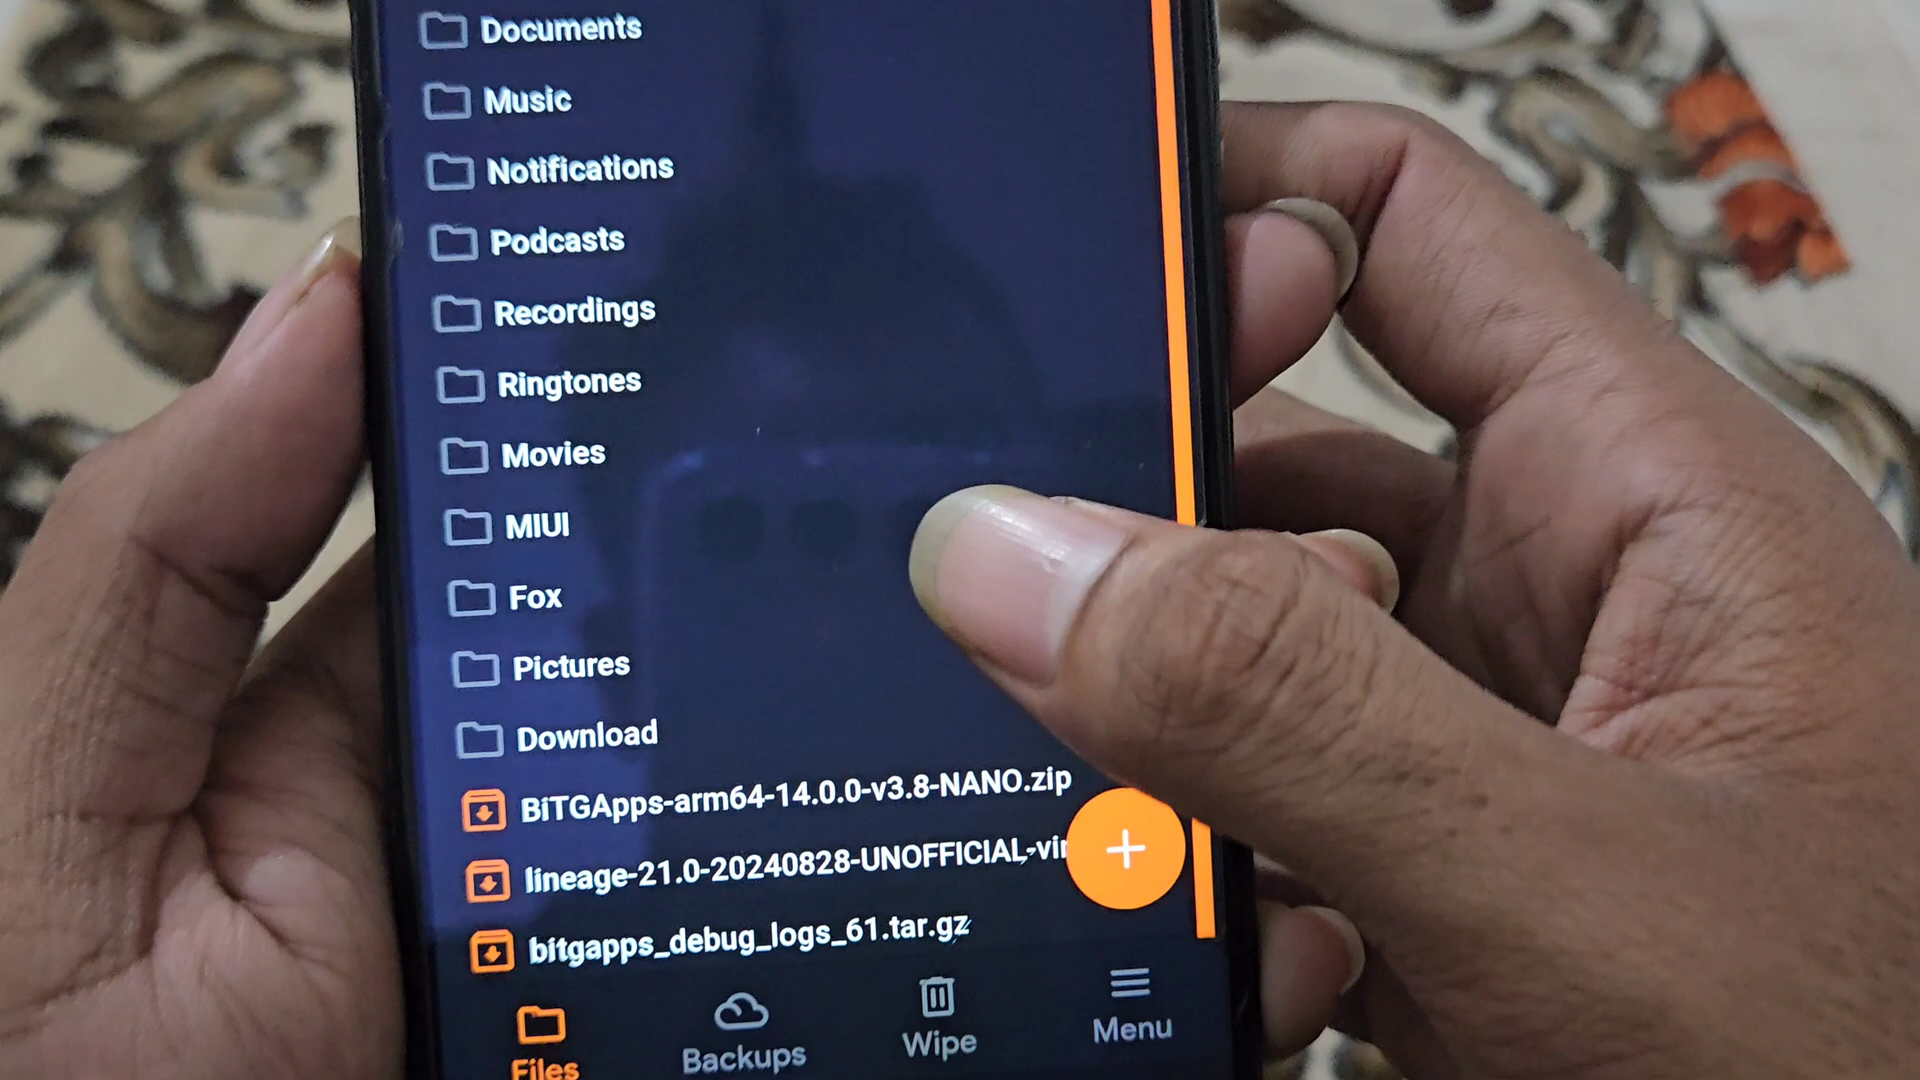 Documents
Music
Notifications
Podcasts
Recordings
Ringtones
Movies
MIUI
Fox
Pictures
Download
BiTGApps-arm64-14.0.0-v3.8-NANO.zip
lineage-21.0-20240828-UNOFFICIAL-vir
bitgapps_debug_logs_61.tar.gz
Files
Backups
Wipe
Menu